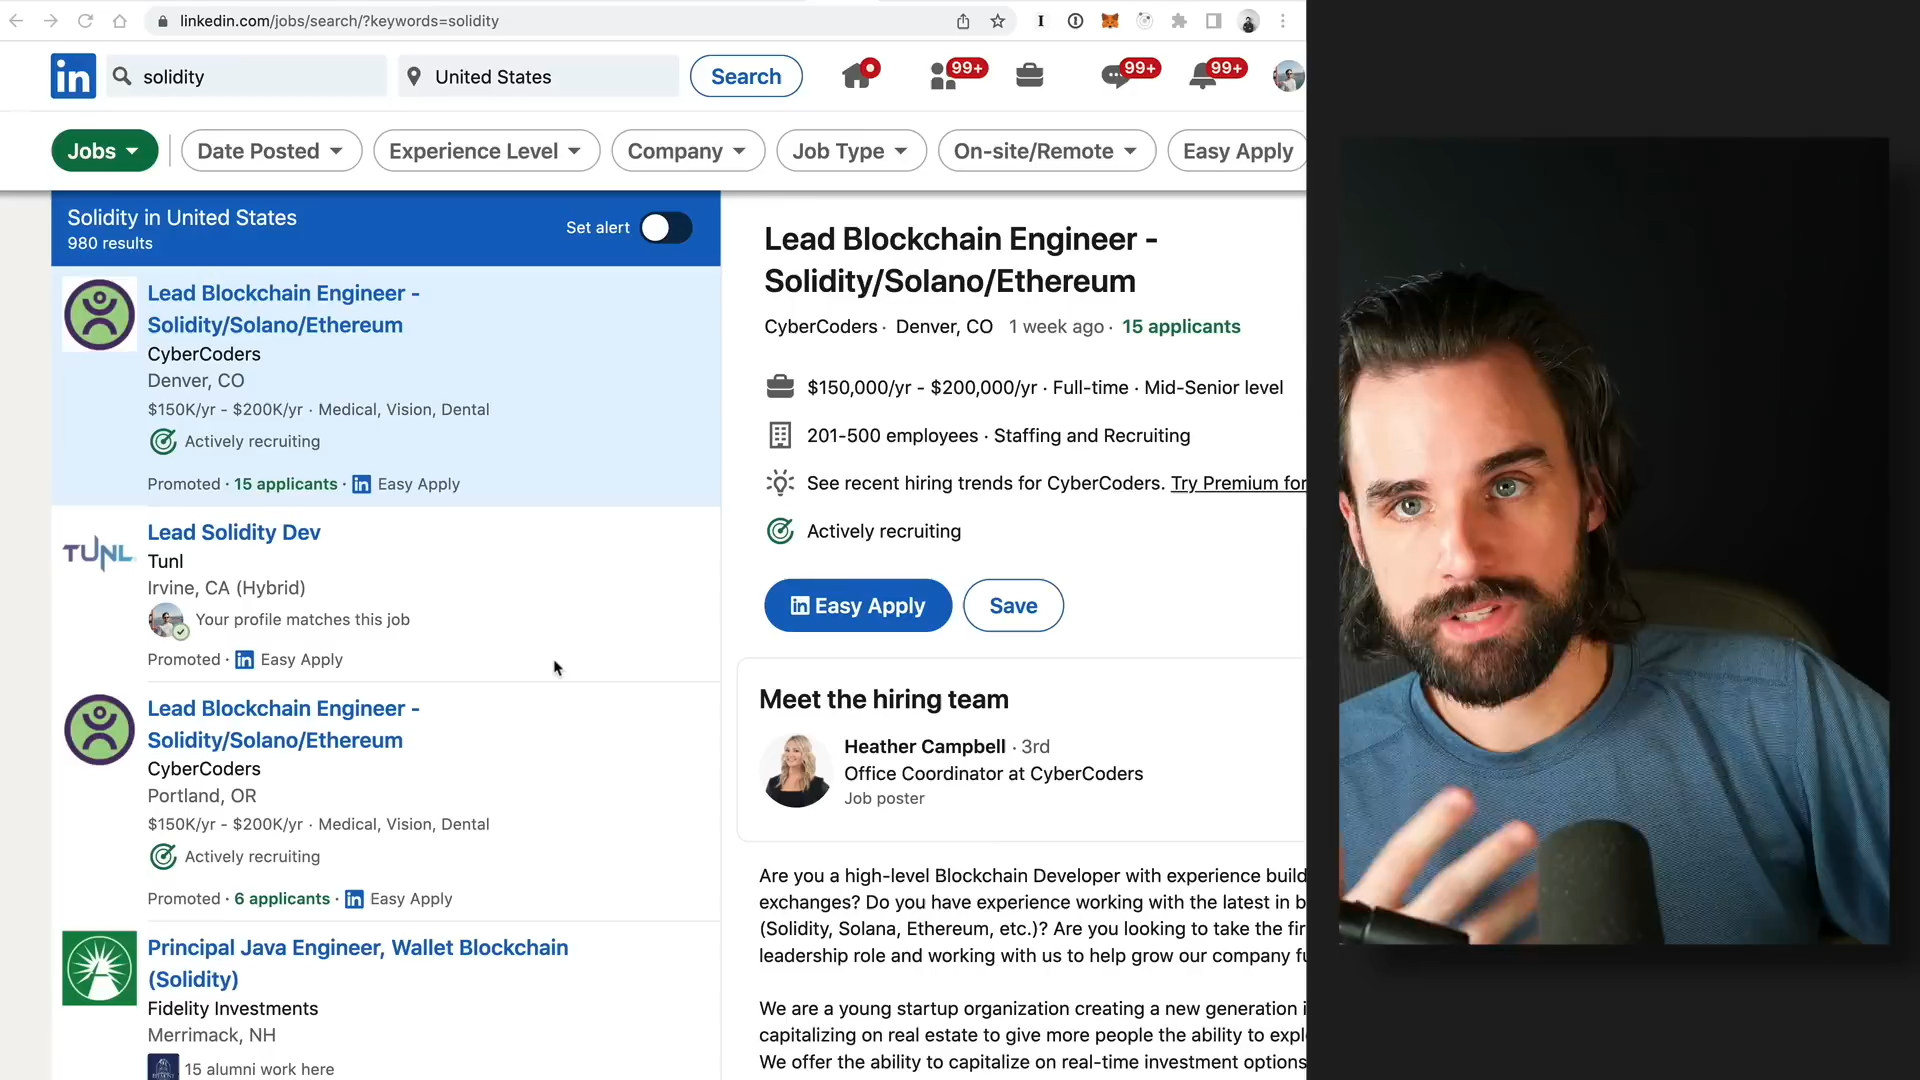 linkedin.com/jobs/search/?keywords=solidity
in
solidity
United States
Search
99+
99+
99+
Jobs
Date Posted
Experience Level
Company
Job Type
On-site/Remote
Easy Apply
Solidity in United States
980 results
Set alert
Lead Blockchain Engineer -
Solidity/Solano/Ethereum
CyberCoders
Denver, CO
$150K/yr - $200K/yr · Medical, Vision, Dental
Actively recruiting
Promoted · 15 applicants · in Easy Apply
TUNL
Lead Solidity Dev
Tunl
Irvine, CA (Hybrid)
Your profile matches this job
Promoted · in Easy Apply
Lead Blockchain Engineer -
Solidity/Solano/Ethereum
CyberCoders
Portland, OR
$150K/yr - $200K/yr · Medical, Vision, Dental
Actively recruiting
Promoted · 6 applicants · in Easy Apply
Principal Java Engineer, Wallet Blockchain
(Solidity)
Fidelity Investments
Merrimack, NH
15 alumni work here
Lead Blockchain Engineer -
Solidity/Solano/Ethereum
CyberCoders · Denver, CO 1 week ago · 15 applicants
$150,000/yr - $200,000/yr · Full-time · Mid-Senior level
201-500 employees · Staffing and Recruiting
See recent hiring trends for CyberCoders. Try Premium for
Actively recruiting
in Easy Apply
Save
Meet the hiring team
Heather Campbell · 3rd
Office Coordinator at CyberCoders
Job poster
Are you a high-level Blockchain Developer with experience build
exchanges? Do you have experience working with the latest in b
(Solidity, Solana, Ethereum, etc.)? Are you looking to take the fir
leadership role and working with us to help grow our company fu
We are a young startup organization creating a new generation i
capitalizing on real estate to give more people the ability to expl
We offer the ability to capitalize on real-time investment options